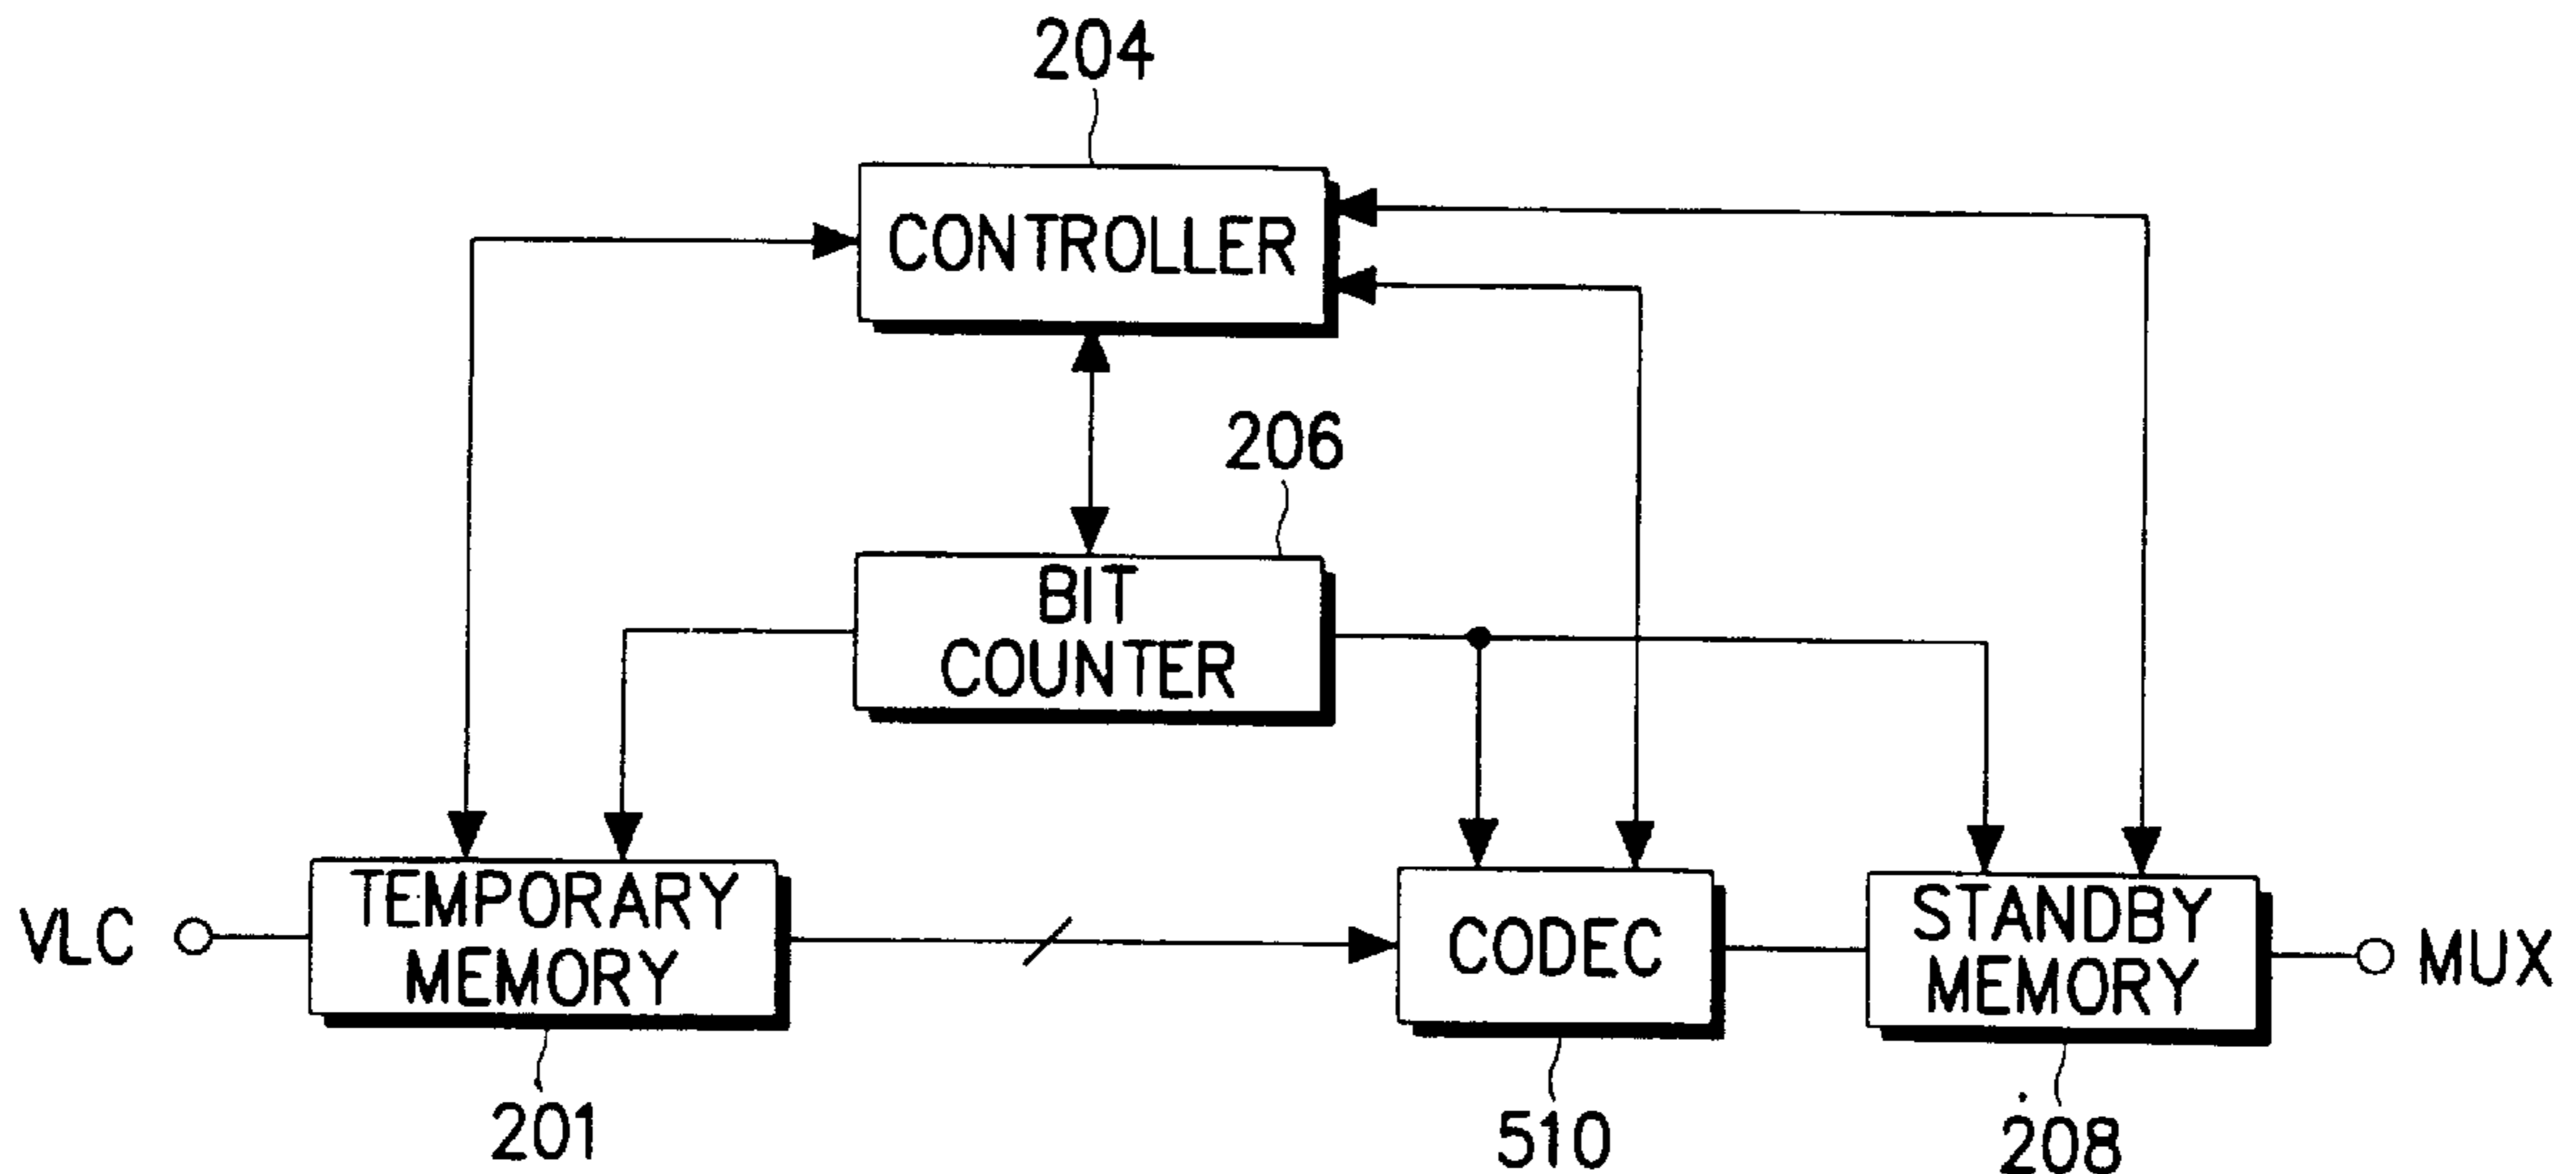 204
CONTROLLER
206
BIT
COUNTER
VLC
TEMPORARY
MEMORY
CODEC
STANDBY
MEMORY
MUX
201
510
208